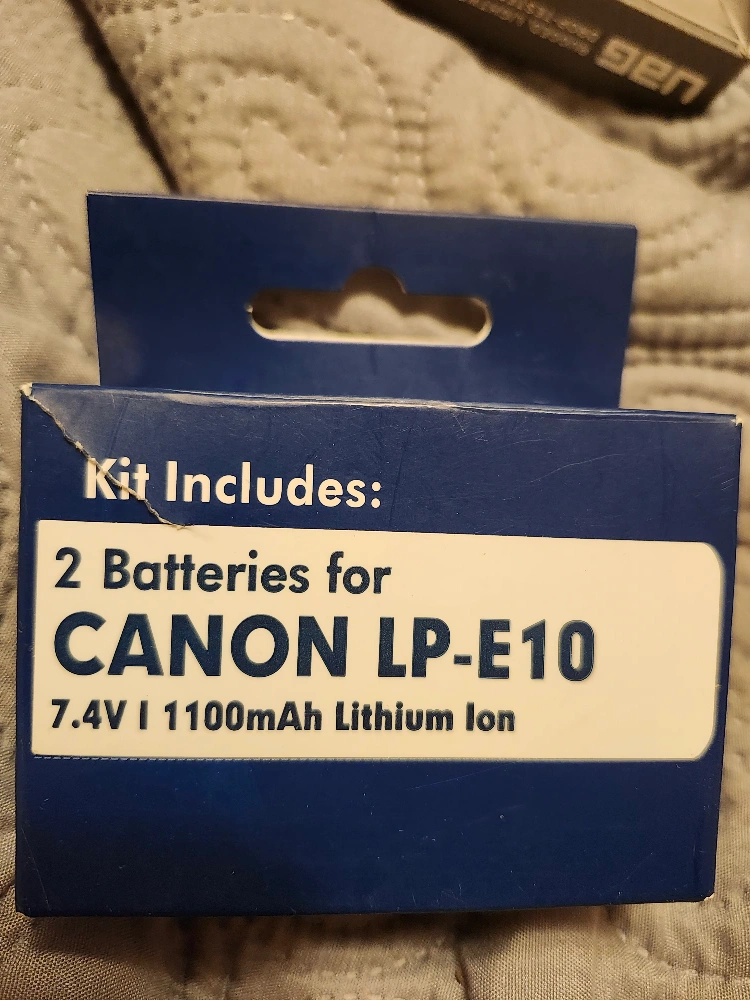 Kit Includes:
2 Batteries for
CANON LP-E10
7.4V | 1100mAh Lithium Ion